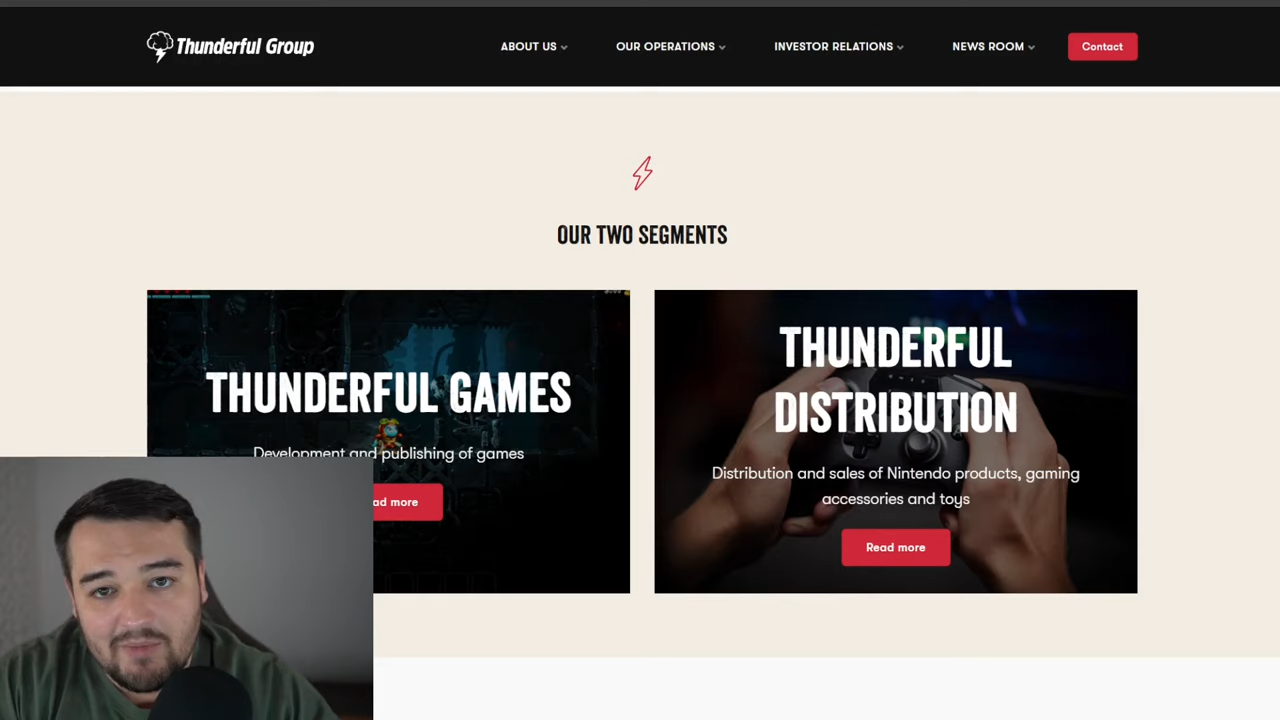 Thunderful Group
ABOUT US
OUR OPERATIONS
INVESTOR RELATIONS
NEWS ROOM
Contact
OUR TWO SEGMENTS
THUNDERFUL GAMES
Development and publishing of games
ad more
THUNDERFUL
DISTRIBUTION
Distribution and sales of Nintendo products, gaming
accessories and toys
Read more